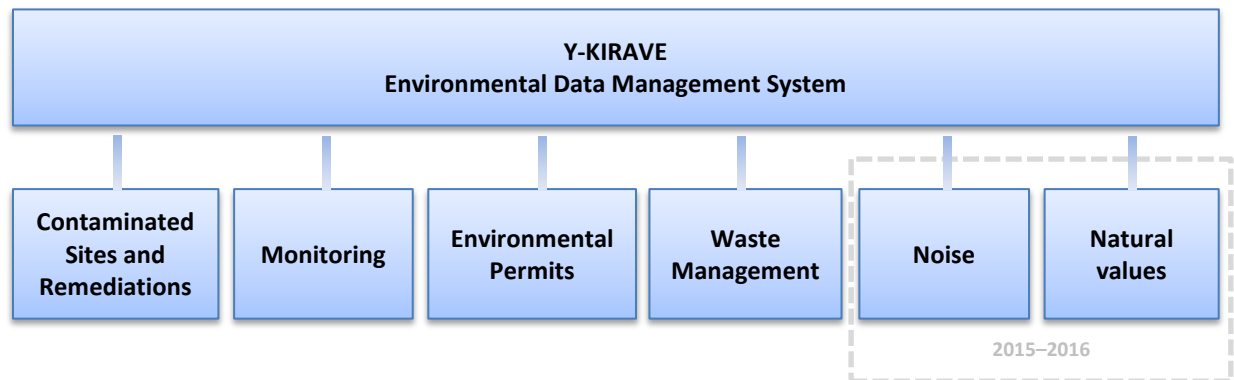 Y-KIRAVE
Environmental Data Management System
Contaminated
Sites and
Remediations
Monitoring
Environmental
Permits
Waste
Management
Noise
Natural
values
2015–2016